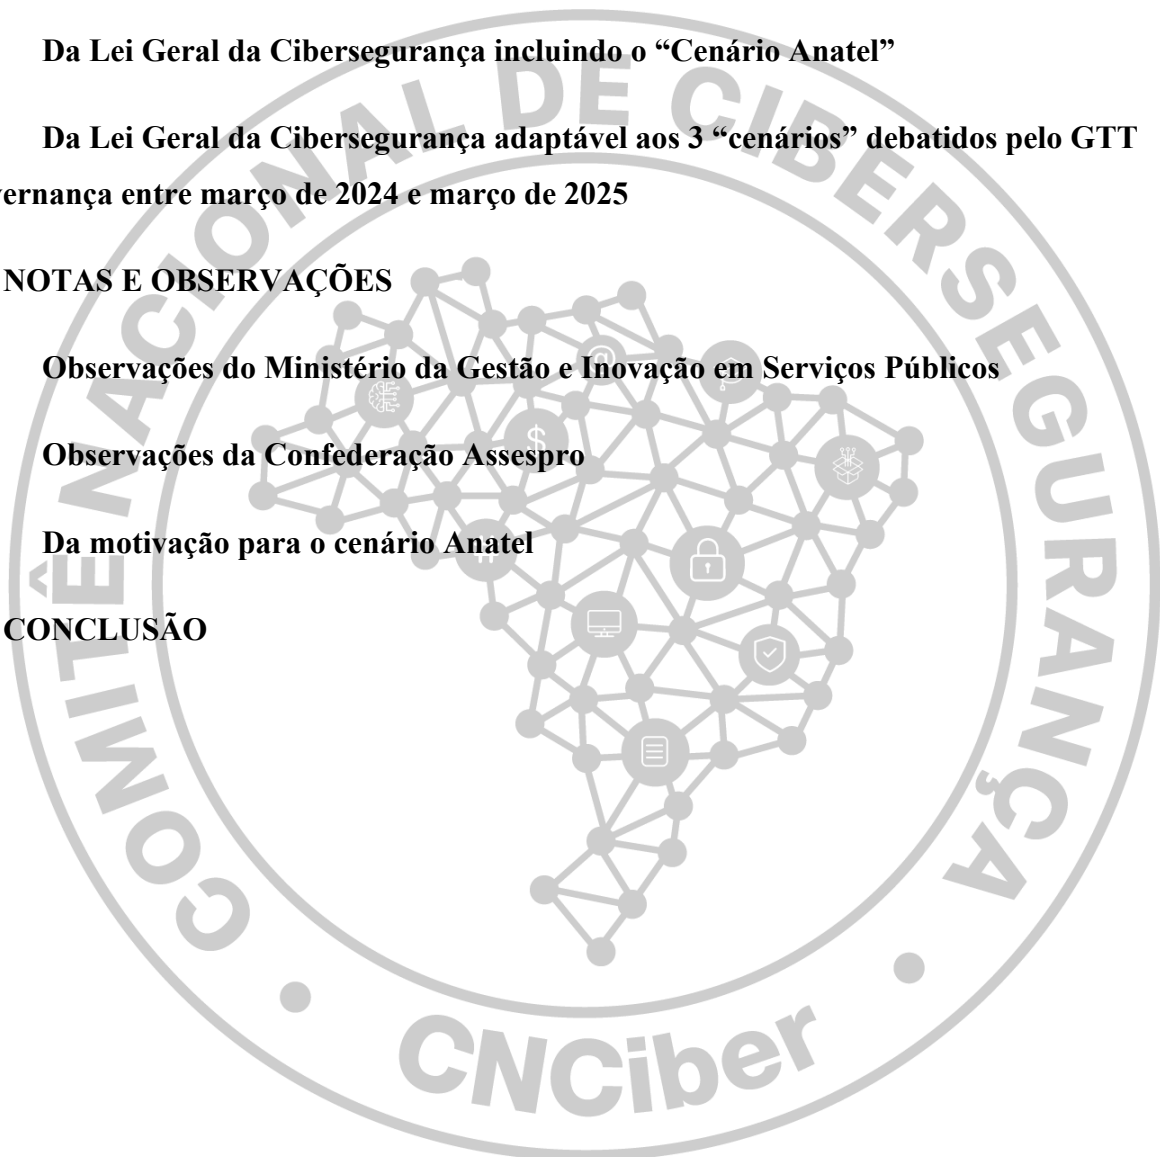 Da Lei Geral da Cibersegurança incluindo o “Cenário Anatel”
Da Lei Geral da Cibersegurança adaptável aos 3 “cenários” debatidos pelo GTT
ernança entre março de 2024 e março de 2025
NOTAS E OBSERVAÇÕES
Observações do Ministério da Gestão e Inovação em Serviços Públicos
Observações da Confederação Assespro
Da motivação para o cenário Anatel
CONCLUSÃO
COMITÊ NACIONAL DE CIBERSEGURANÇA
CNCiber